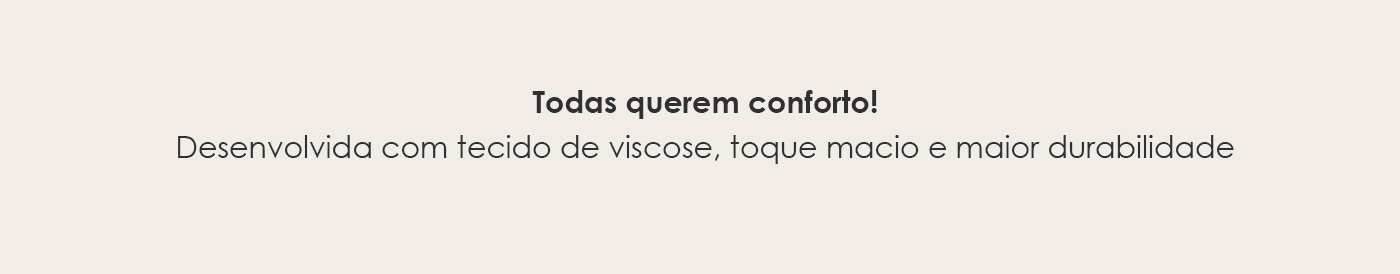 Todas querem conforto!
Desenvolvida com tecido de viscose, toque macio e maior durabilidade